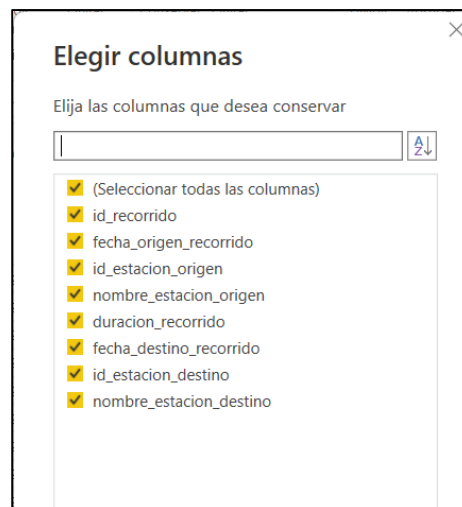 Elegir columnas
Elija las columnas que desea conservar
(Seleccionar todas las columnas)
id_recorrido
fecha_origen_recorrido
id_estacion_origen
nombre_estacion_origen
duracion_recorrido
fecha_destino_recorrido
id_estacion_destino
nombre_estacion_destino